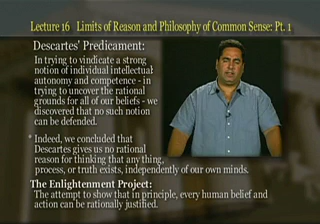 Lecture 16 Limits of Reason and Philosophy of Common Sense: Pt. 1
Descartes' Predicament:
In trying to vindicate a strong
notion of individual intellectual
autonomy and competence - in
trying to uncover the rational
grounds for all of our beliefs - we
discovered that no such notion
can be defended.
* Indeed, we concluded that
Descartes gives us no rational
reason for thinking that any thing,
process, or truth exists, independently of our own minds.
The Enlightenment Project:
The attempt to show that in principle, every human belief and
action can be rationally justified.